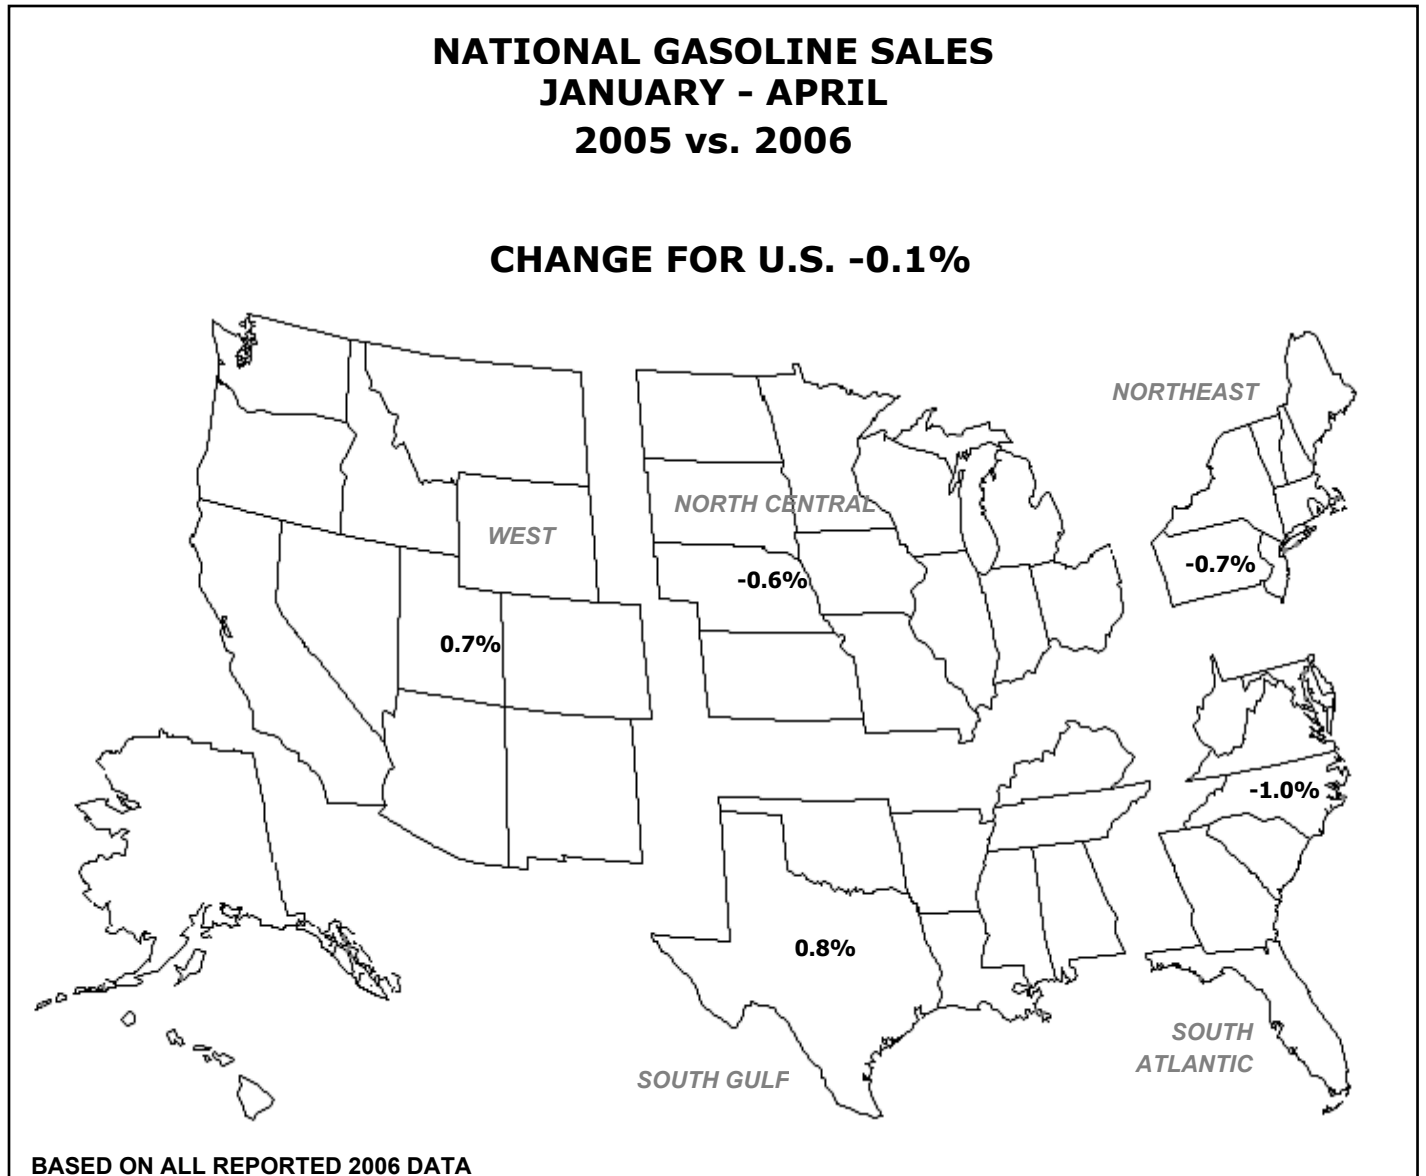 NATIONAL GASOLINE SALES
JANUARY - APRIL
2005 vs. 2006
CHANGE FOR U.S. -0.1%
NORTHEAST
NORTH CENTRAL
WEST
-0.7%
-0.6%
0.7%
-1.0%
0.8%
SOUTH
ATLANTIC
SOUTH GULF
BASED ON ALL REPORTED 2006 DATA